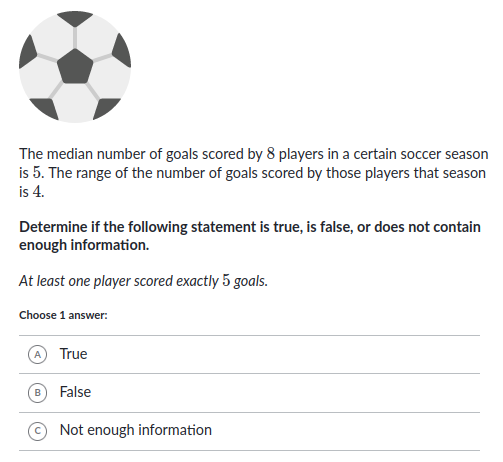 The median number of goals scored by 8 players in a certain soccer season
is 5. The range of the number of goals scored by those players that season
is 4.
Determine if the following statement is true, is false, or does not contain
enough information.
At least one player scored exactly 5 goals.
Choose 1 answer:
A True
B False
C Not enough information